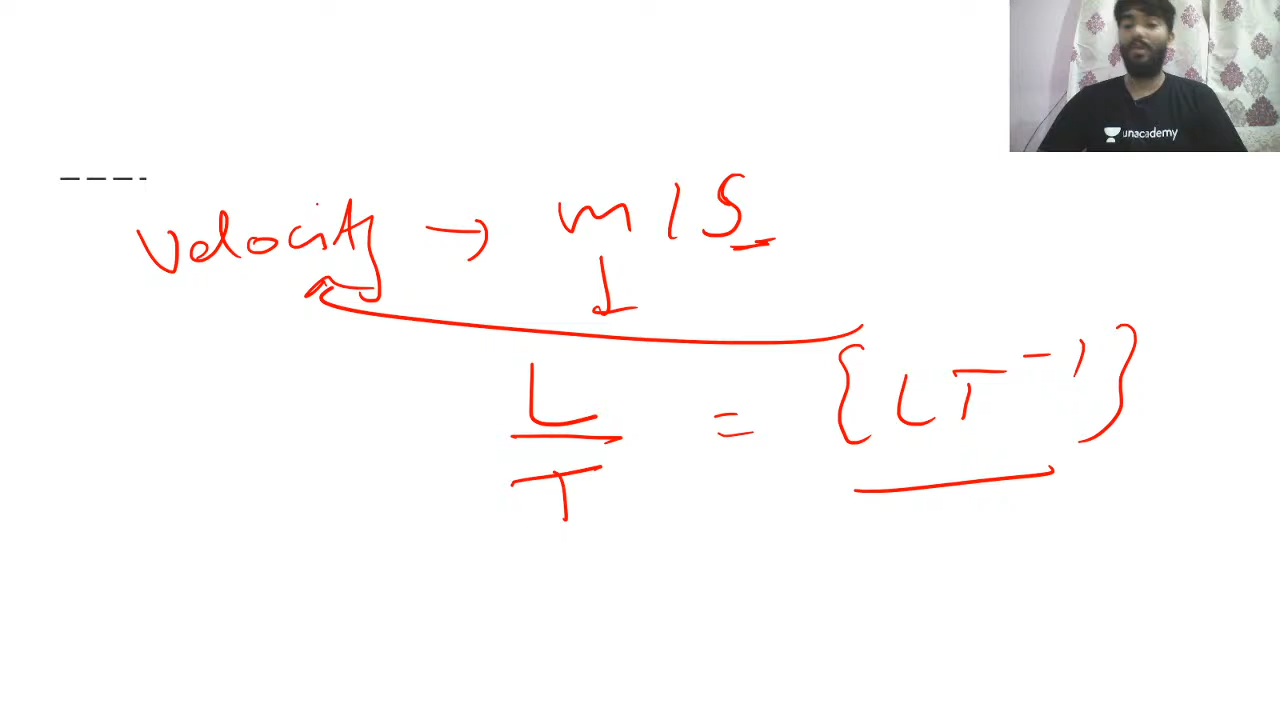 unacademy
velocity → m/s
↓
L/T = {LT⁻¹}